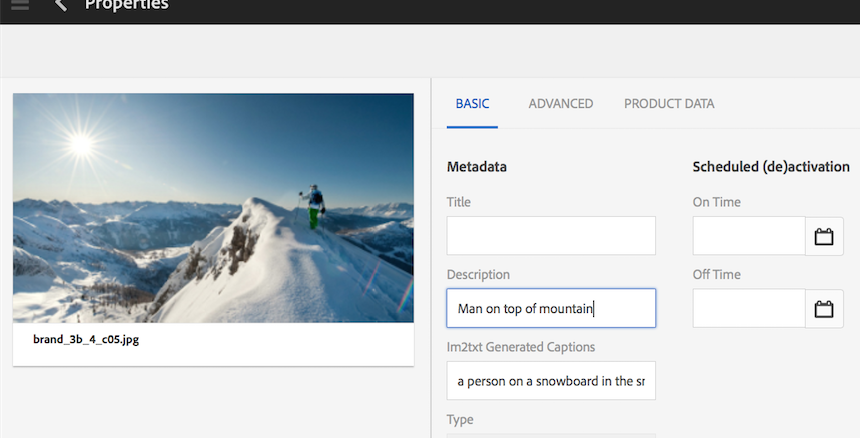 Properties
BASIC ADVANCED PRODUCT DATA
Metadata
Title
Description
Man on top of mountain
Im2txt Generated Captions
a person on a snowboard in the
Type
Scheduled (de)activation
On Time
Off Time
brand_3b_4_c05.jpg